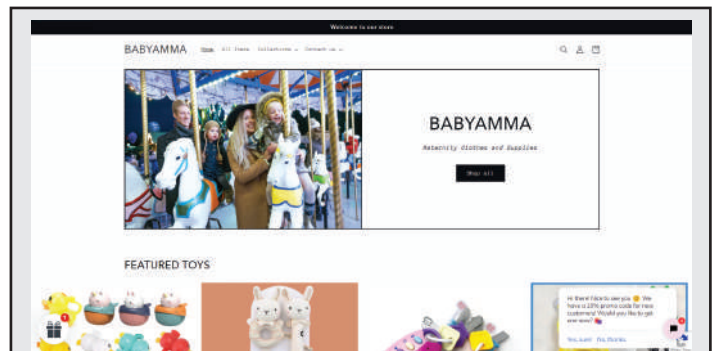 Welcome to our store
BABYAMMA
Home All Items Collections Contact us
BABYAMMA
Maternity Clothes and Supplies
Shop all
FEATURED TOYS
1
Hi there! Nice to see you 😊 We
have a 20% promo code for new
customers! Would you like to get
one now? 
Yes, sure! No, thanks.